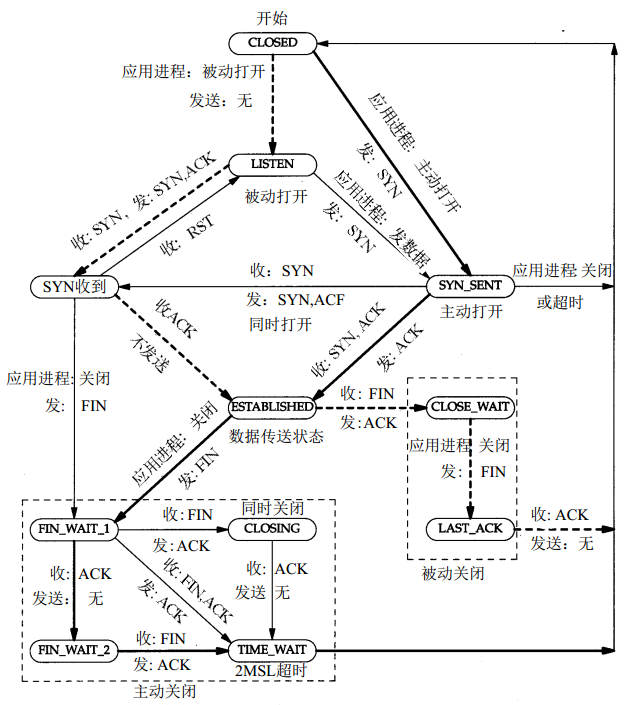 开始
CLOSED
应用进程：被动打开
发送：无
应用进程：主动打开
发：SYN
LISTEN
被动打开
收: SYN，发: SYN,ACK
收：RST
应用进程：发数据
发：SYN
SYN收到
收：SYN
发：SYN,ACF
同时打开
SYN_SENT
主动打开
应用进程 关闭
或超时
收ACK
不发送
收: SYN, ACK
发: ACK
应用进程: 关闭
发: FIN
ESTABLISHED
数据传送状态
收: FIN
发:ACK
CLOSE_WAIT
应用进程 关闭
发: FIN
LAST_ACK
被动关闭
收: ACK
发送：无
应用进程：关闭
发: FIN
FIN_WAIT_1
收:FIN
发:ACK
同时关闭
CLOSING
收: ACK
发送： 无
收: FIN,ACK
发: ACK
收: ACK
发送 无
FIN_WAIT_2
收: FIN
发: ACK
TIME_WAIT
2MSL超时
主动关闭